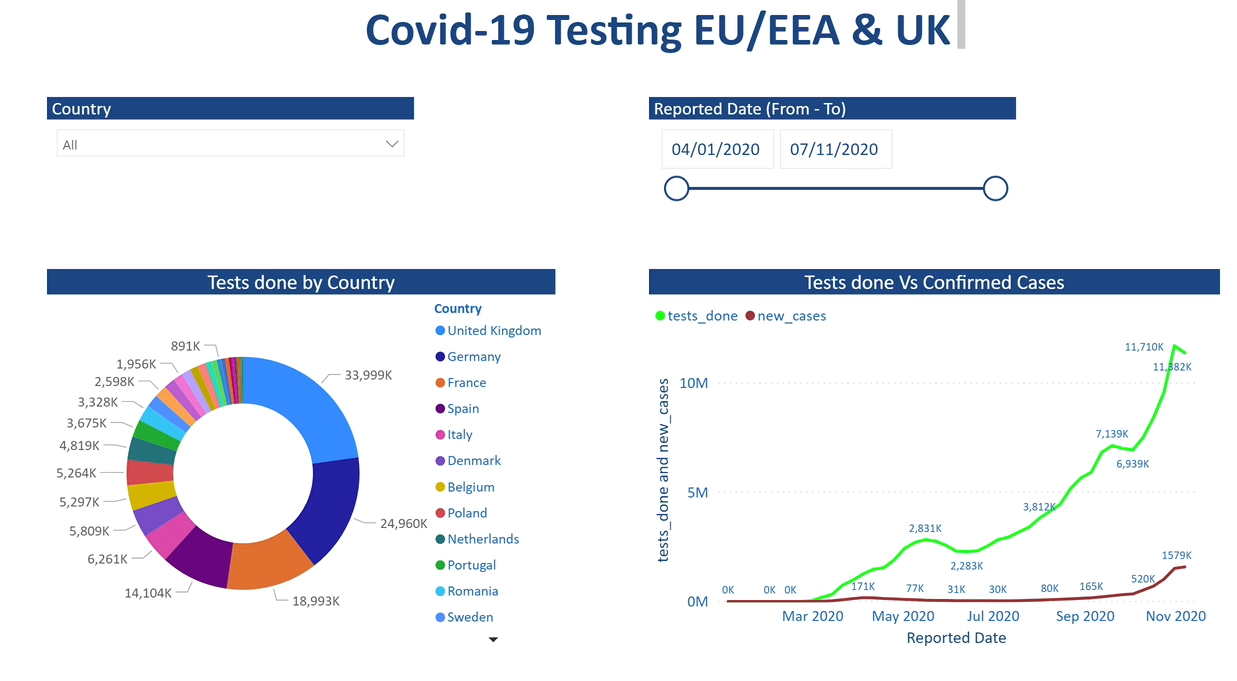 Covid-19 Testing EU/EEA & UK
Country
All
Reported Date (From - To)
04/01/2020
07/11/2020
Tests done by Country
891K
1,956K
2,598K
3,328K
3,675K
4,819K
5,264K
5,297K
5,809K
6,261K
14,104K
18,993K
24,960K
33,999K
Country
United Kingdom
Germany
France
Spain
Italy
Denmark
Belgium
Poland
Netherlands
Portugal
Romania
Sweden
Tests done Vs Confirmed Cases
tests_done new_cases
tests_done and new_cases
10M
5M
0M
11,710K
11,382K
7,139K
6,939K
3,812K
2,831K
2,283K
1579K
520K
0K 0K 0K 171K 77K 31K 30K 80K 165K
Mar 2020 May 2020 Jul 2020 Sep 2020 Nov 2020
Reported Date